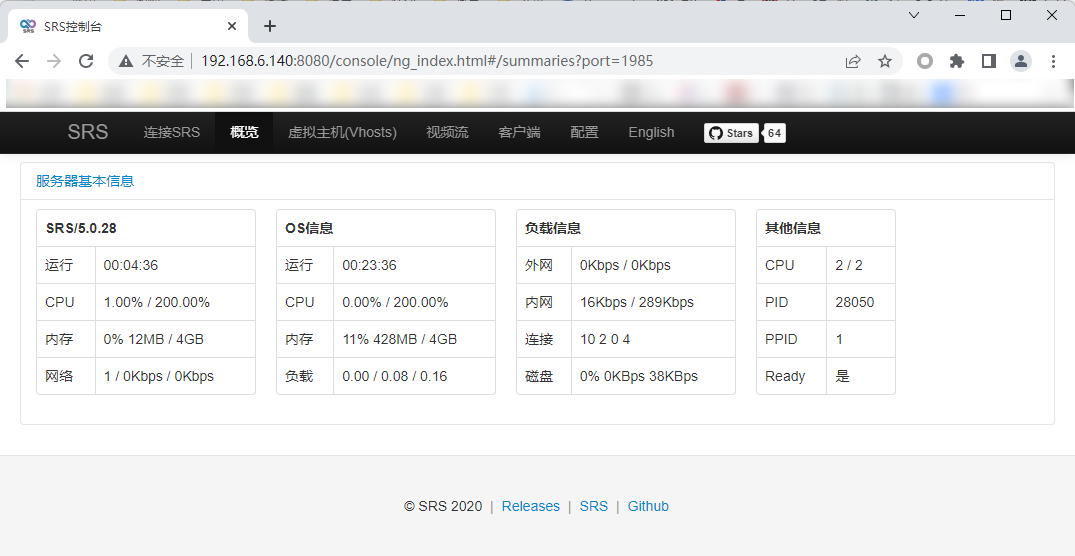 SRS控制台
不安全 192.168.6.140:8080/console/ng_index.html#/summaries?port=1985
SRS 连接SRS 概览 虚拟主机(Vhosts) 视频流 客户端 配置 English Stars 64
服务器基本信息
SRS/5.0.28 OS信息 负载信息 其他信息
运行 00:04:36 运行 00:23:36 外网 0Kbps / 0Kbps CPU 2 / 2
CPU 1.00% / 200.00% CPU 0.00% / 200.00% 内网 16Kbps / 289Kbps PID 28050
内存 0% 12MB / 4GB 内存 11% 428MB / 4GB 连接 10 2 0 4 PPID 1
网络 1 / 0Kbps / 0Kbps 负载 0.00 / 0.08 / 0.16 磁盘 0% 0KBps 38KBps Ready 是
© SRS 2020 | Releases | SRS | Github